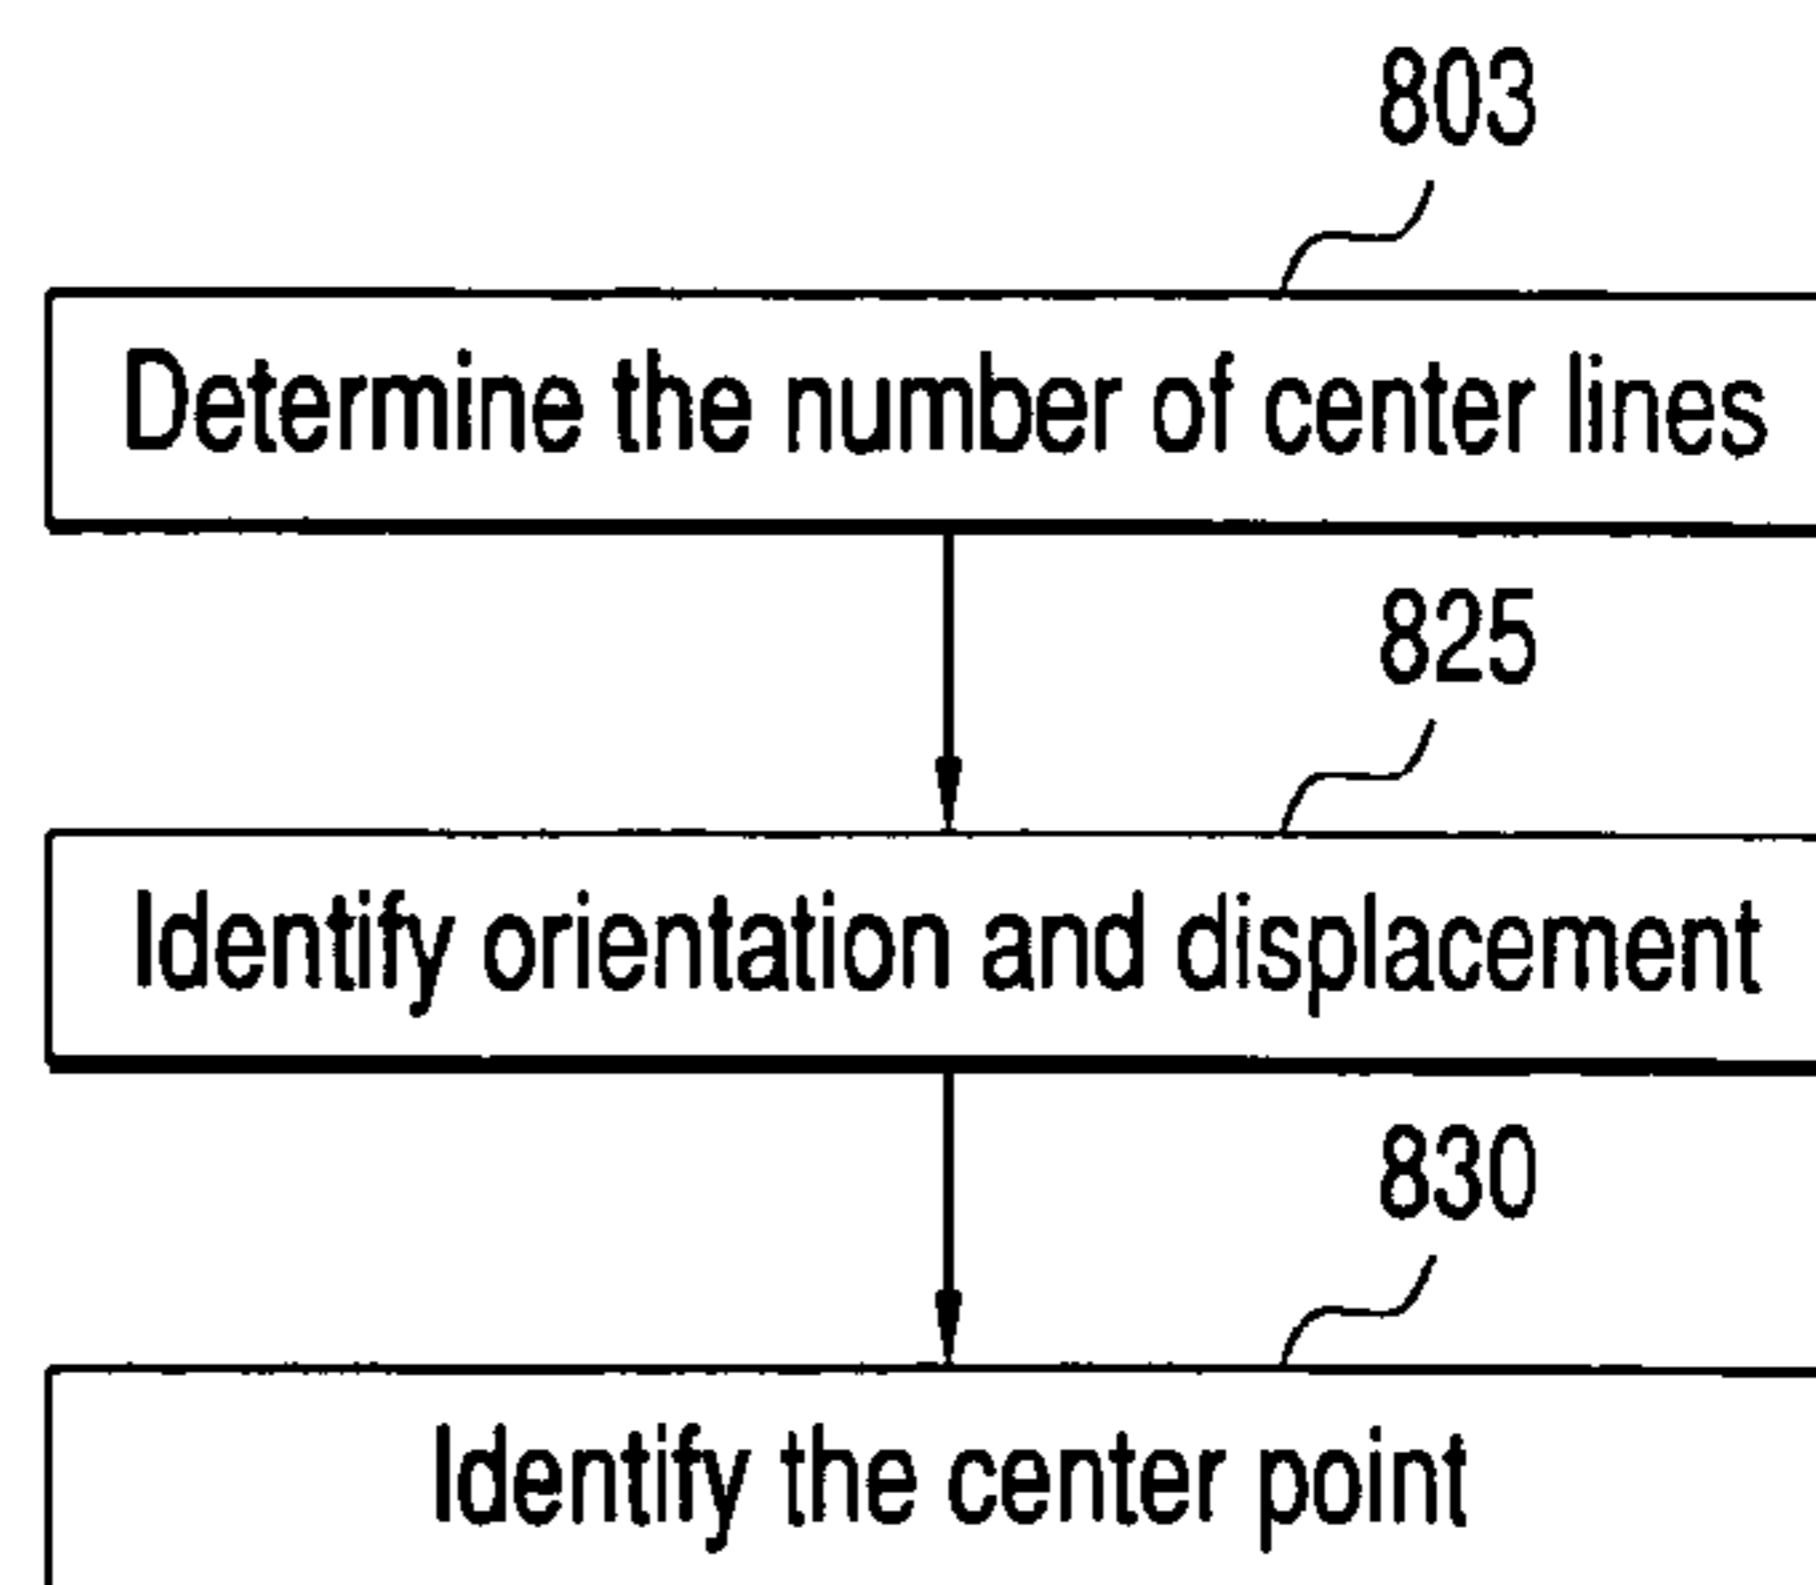 803
Determine the number of center lines
825
Identify orientation and displacement
830
Identify the center point